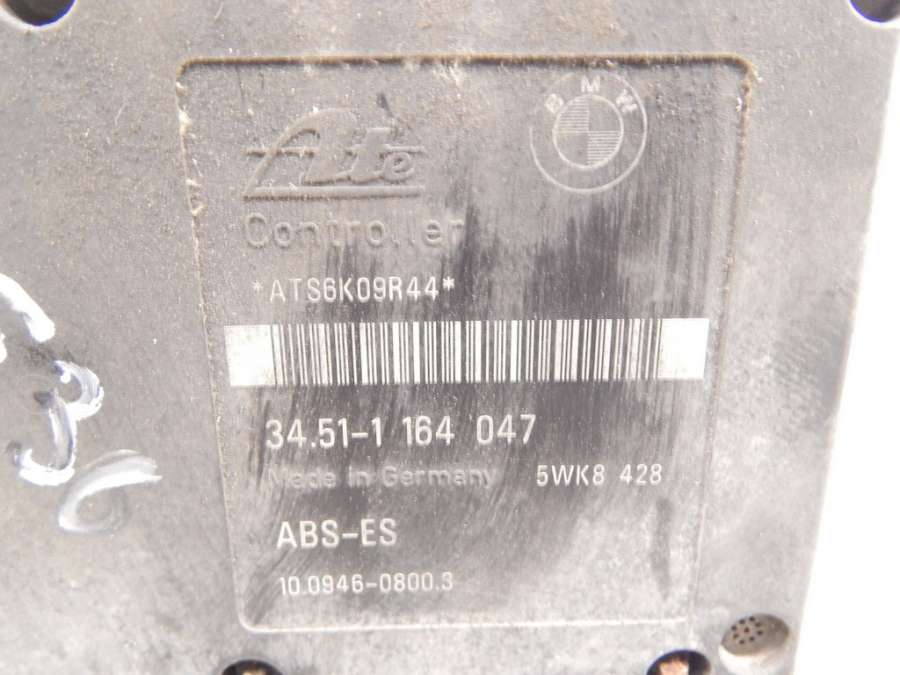 BMW
Ate
Controller
*ATS6K09R44*
34.51-1 164 047
Made in Germany 5WK8 428
ABS-ES
10.0946-0800.3